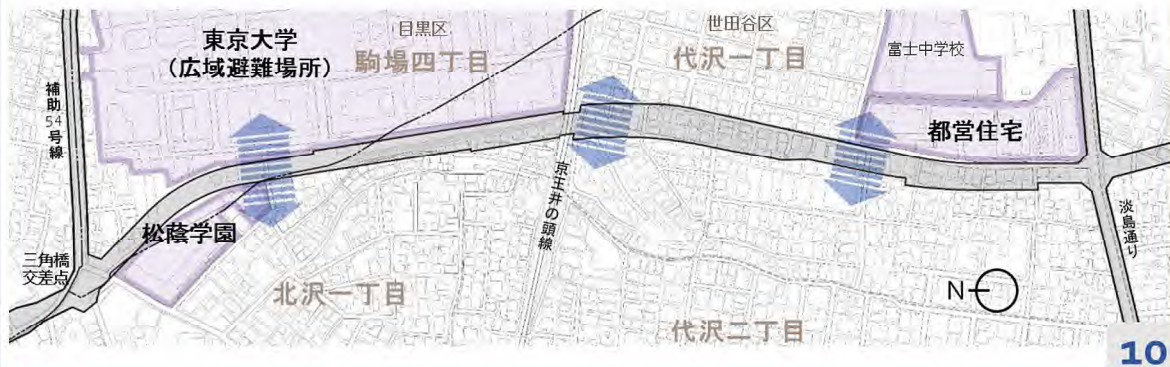 目黒区
世田谷区
東京大学
（広域避難場所）
駒場四丁目
代沢一丁目
富士中学校
補助54号線
都営住宅
京王井の頭線
松蔭学園
三角橋
交差点
淡島通り
北沢一丁目
N
代沢二丁目
10